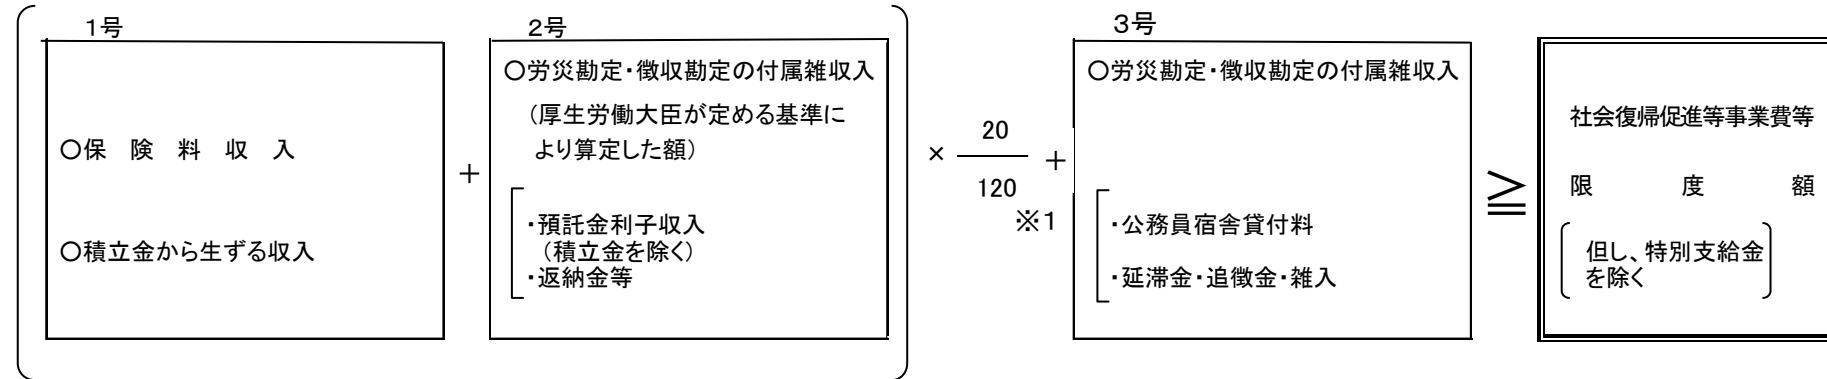 1号
〇保 険 料 収 入
〇積立金から生ずる収入
＋
2号
〇労災勘定・徴収勘定の付属雑収入
（厚生労働大臣が定める基準に
より算定した額）
・預託金利子収入
（積立金を除く）
・返納金等
×
20
120
※1
＋
3号
〇労災勘定・徴収勘定の付属雑収入
・公務員宿舎貸付料
・延滞金・追徴金・雑入
≧
社会復帰促進等事業費等
限 度 額
但し、特別支給金
を除く